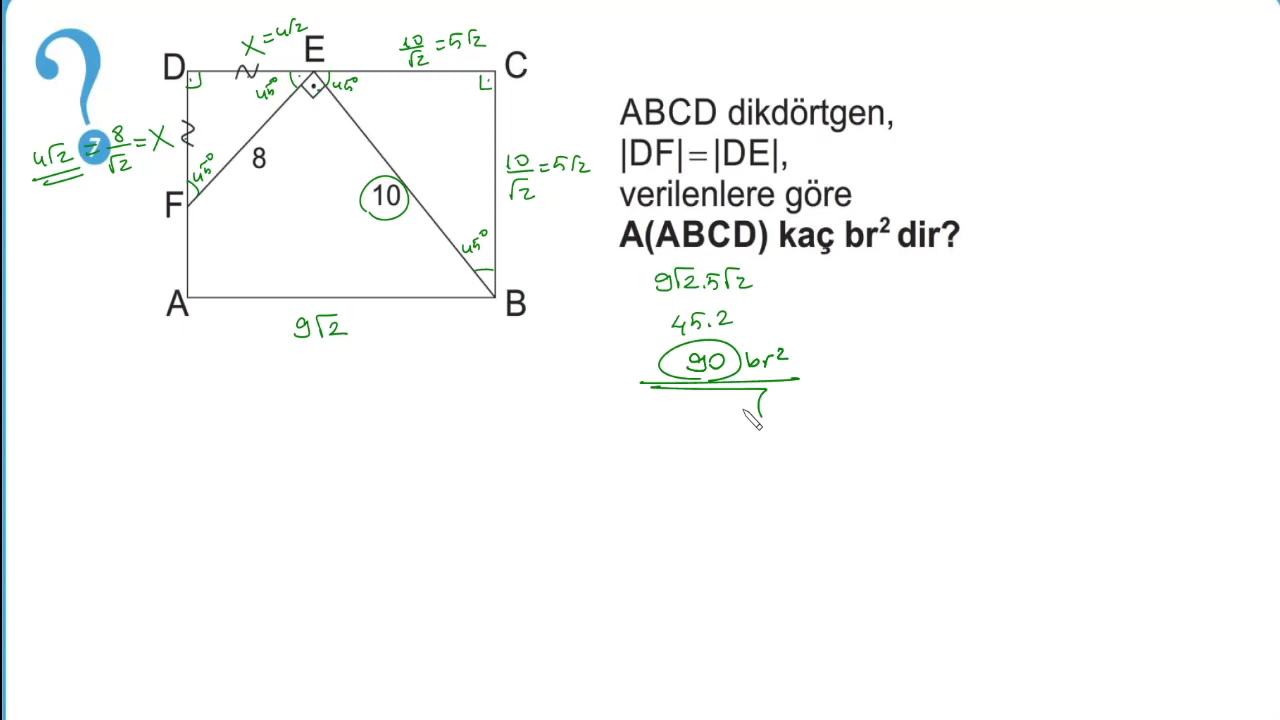 x = 4√2
10/√2 = 5√2
D
E
C
45°
45°
4√2 = 8/√2 = x
?
45°
8
10
10/√2 = 5√2
F
45°
A
B
9√2
ABCD dikdörtgen,
|DF| = |DE|,
verilenlere göre
A(ABCD) kaç br² dir?
9√2.5√2
45.2
90 br²